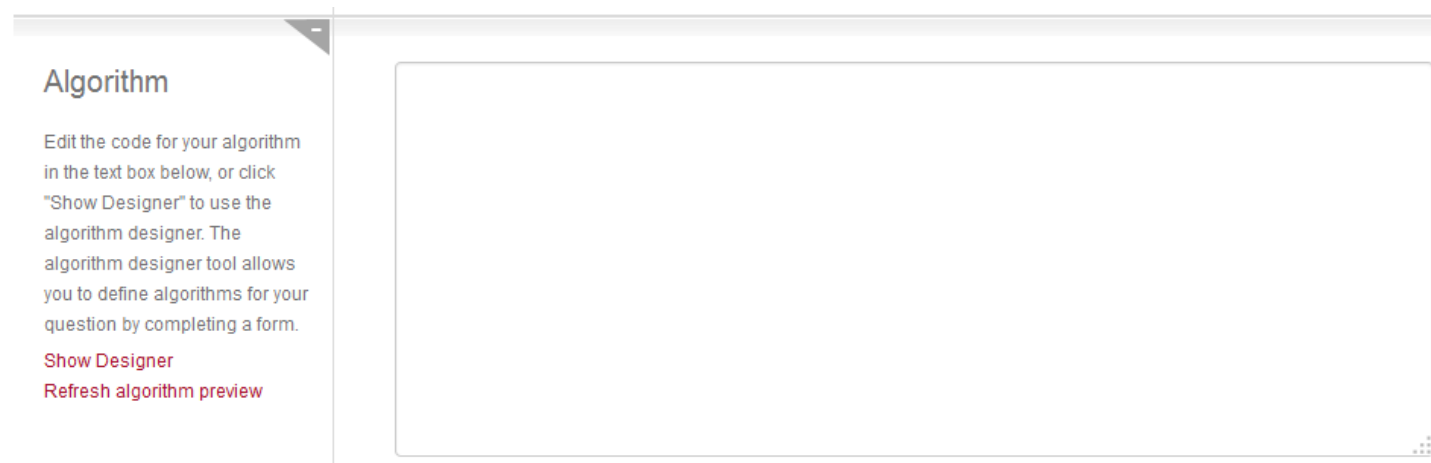 Algorithm
Edit the code for your algorithm
in the text box below, or click
"Show Designer" to use the
algorithm designer. The
algorithm designer tool allows
you to define algorithms for your
question by completing a form.
Show Designer
Refresh algorithm preview